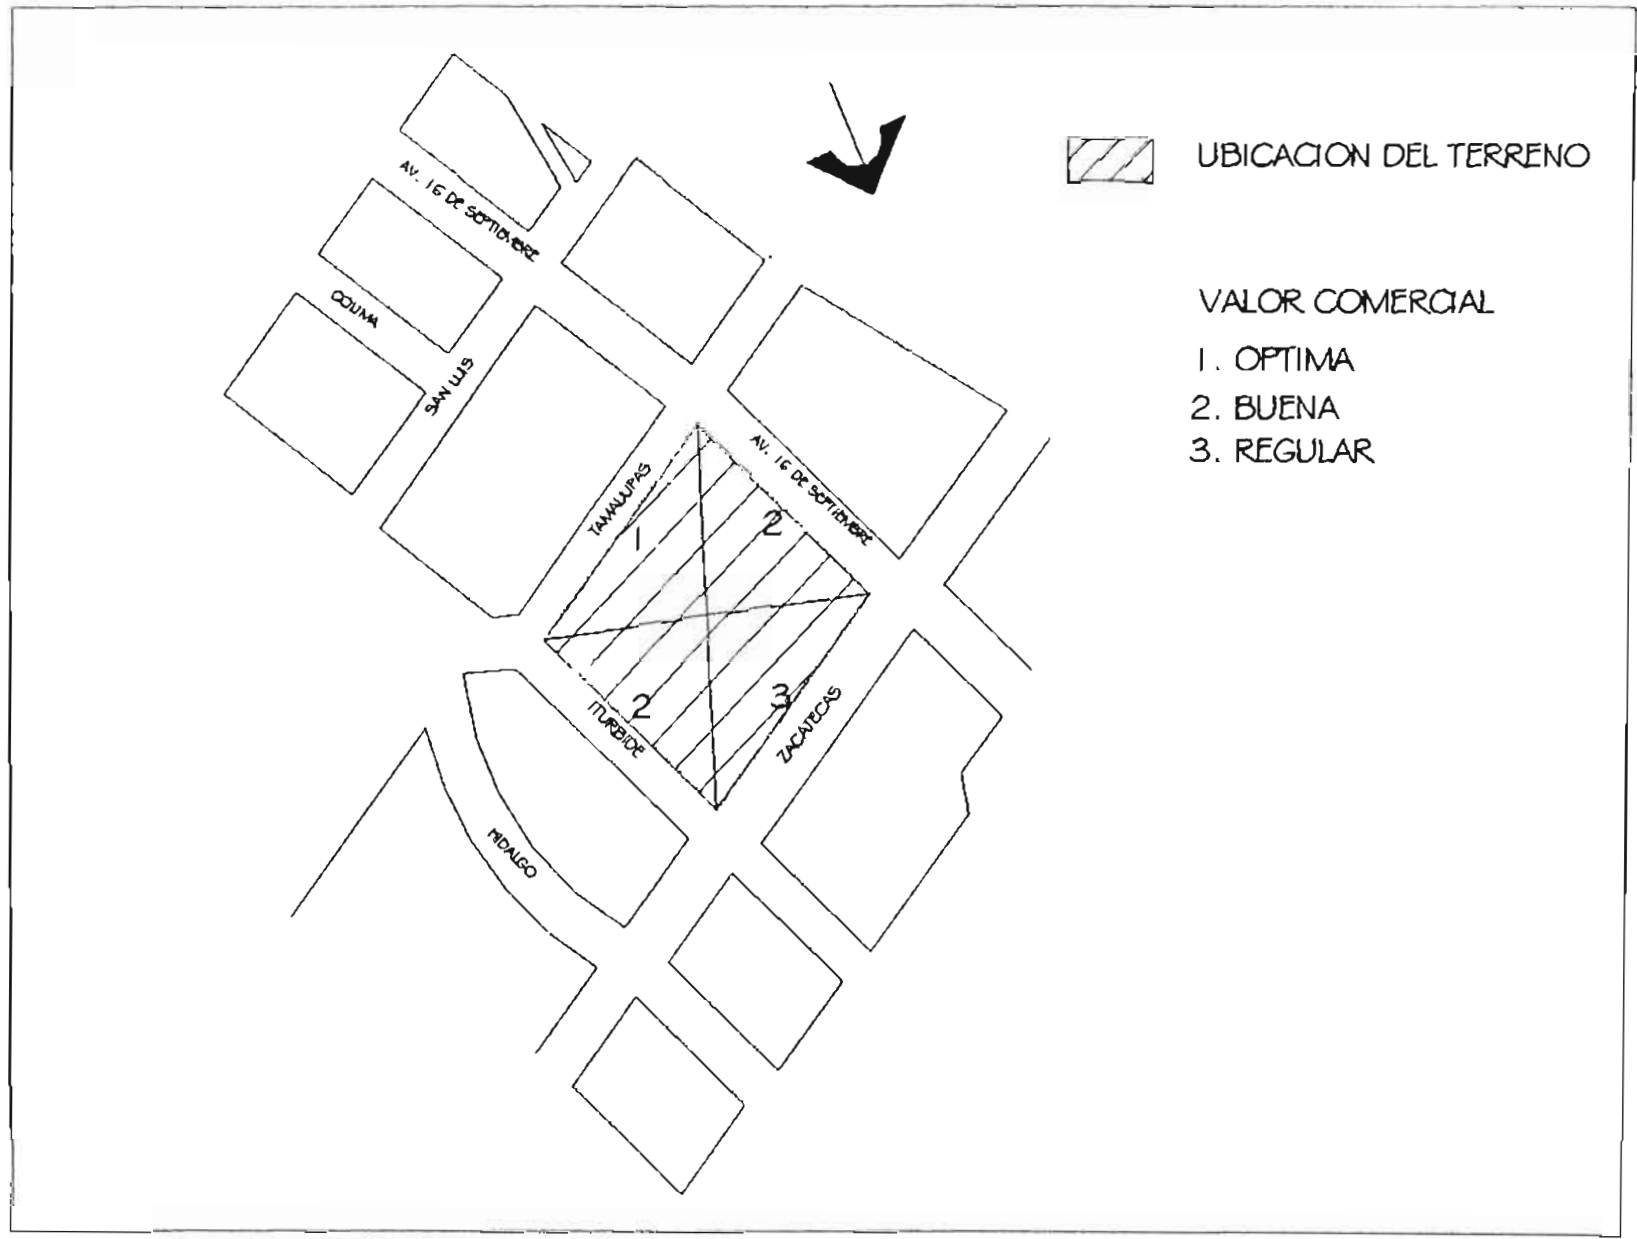 UBICACION DEL TERRENO
VALOR COMERCIAL
1. OPTIMA
2. BUENA
3. REGULAR
AV. 16 DE SEPTIEMBRE
COLIMA
SAN LUIS
TAMAULIPAS
AV. 16 DE SEPTIEMBRE
1
2
2
3
ITURBIDE
ZACATECAS
HIDALGO